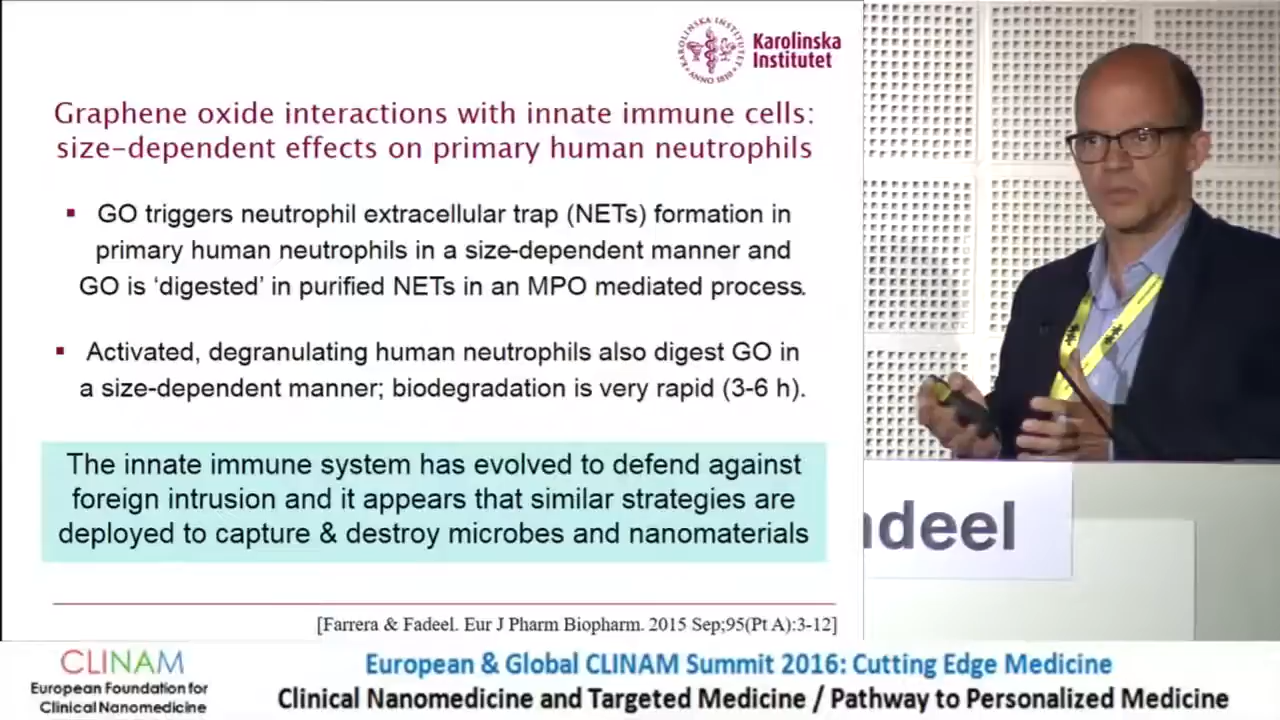 Karolinska
Institutet
KAROLINSKA INSTITUTET
ANNO 1810
Graphene oxide interactions with innate immune cells:
size-dependent effects on primary human neutrophils
▪ GO triggers neutrophil extracellular trap (NETs) formation in
primary human neutrophils in a size-dependent manner and
GO is ‘digested’ in purified NETs in an MPO mediated process.
▪ Activated, degranulating human neutrophils also digest GO in
a size-dependent manner; biodegradation is very rapid (3-6 h).
The innate immune system has evolved to defend against
foreign intrusion and it appears that similar strategies are
deployed to capture & destroy microbes and nanomaterials
[Farrera & Fadeel. Eur J Pharm Biopharm. 2015 Sep;95(Pt A):3-12]
adeel
CLINAM
European Foundation for
Clinical Nanomedicine
European & Global CLINAM Summit 2016: Cutting Edge Medicine
Clinical Nanomedicine and Targeted Medicine / Pathway to Personalized Medicine